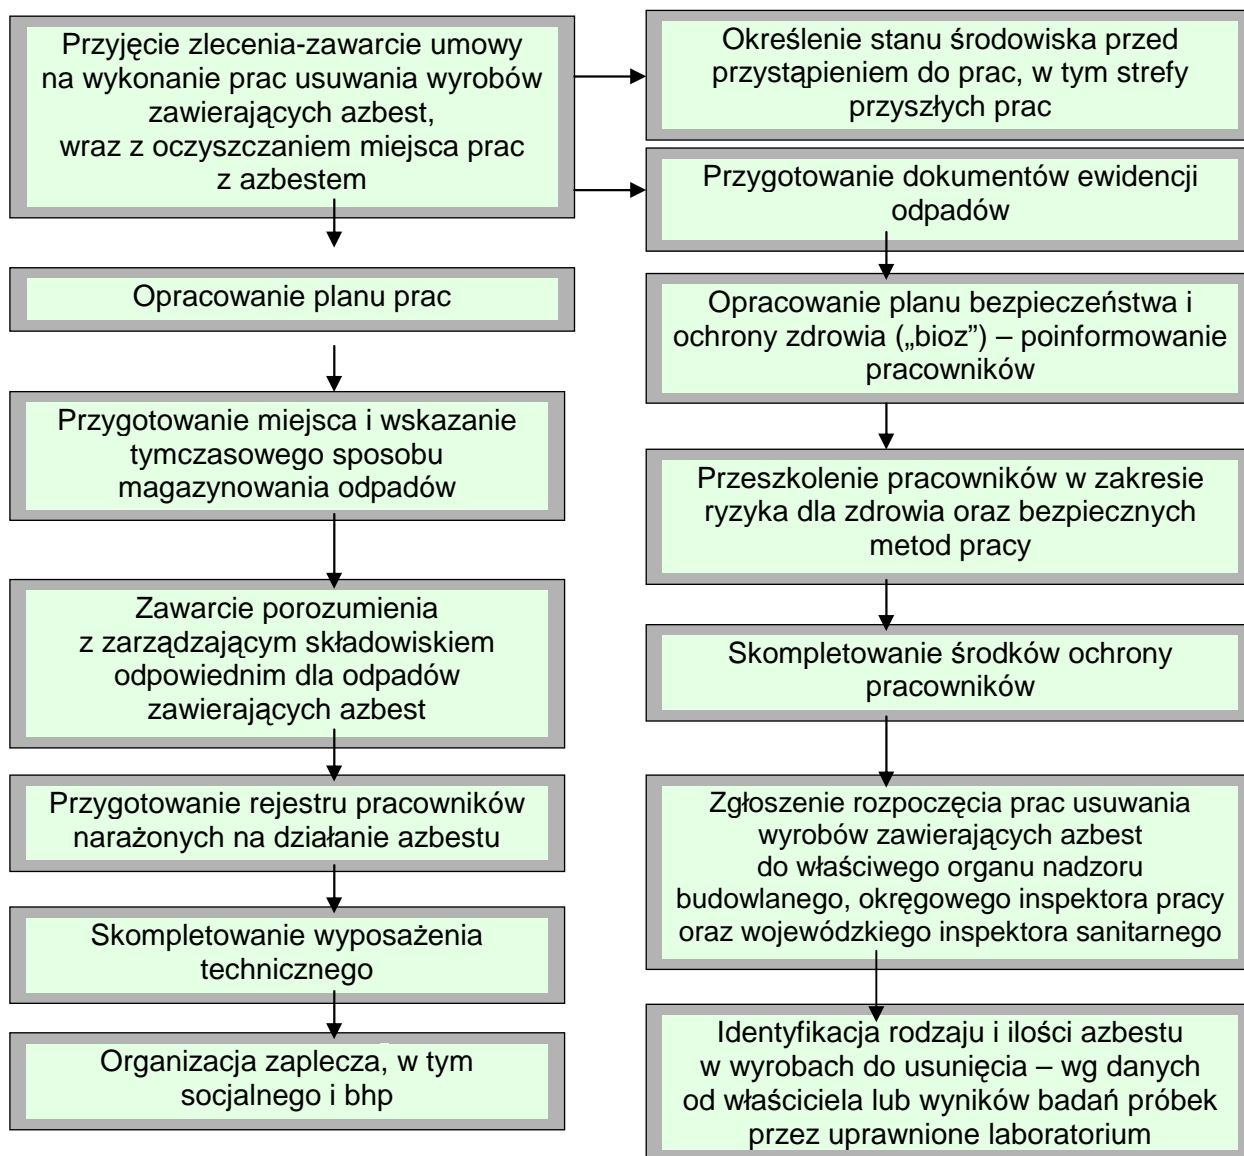 Przyjęcie zlecenia-zawarcie umowy
na wykonanie prac usuwania wyrobów
zawierających azbest,
wraz z oczyszczaniem miejsca prac
z azbestem
Opracowanie planu prac
Przygotowanie miejsca i wskazanie
tymczasowego sposobu
magazynowania odpadów
Zawarcie porozumienia
z zarządzającym składowiskiem
odpowiednim dla odpadów
zawierających azbest
Przygotowanie rejestru pracowników
narażonych na działanie azbestu
Skompletowanie wyposażenia
technicznego
Organizacja zaplecza, w tym
socjalnego i bhp
Określenie stanu środowiska przed
przystąpieniem do prac, w tym strefy
przyszłych prac
Przygotowanie dokumentów ewidencji
odpadów
Opracowanie planu bezpieczeństwa i
ochrony zdrowia („bioz”) – poinformowanie
pracowników
Przeszkolenie pracowników w zakresie
ryzyka dla zdrowia oraz bezpiecznych
metod pracy
Skompletowanie środków ochrony
pracowników
Zgłoszenie rozpoczęcia prac usuwania
wyrobów zawierających azbest
do właściwego organu nadzoru
budowlanego, okręgowego inspektora pracy
oraz wojewódzkiego inspektora sanitarnego
Identyfikacja rodzaju i ilości azbestu
w wyrobach do usunięcia – wg danych
od właściciela lub wyników badań próbek
przez uprawnione laboratorium